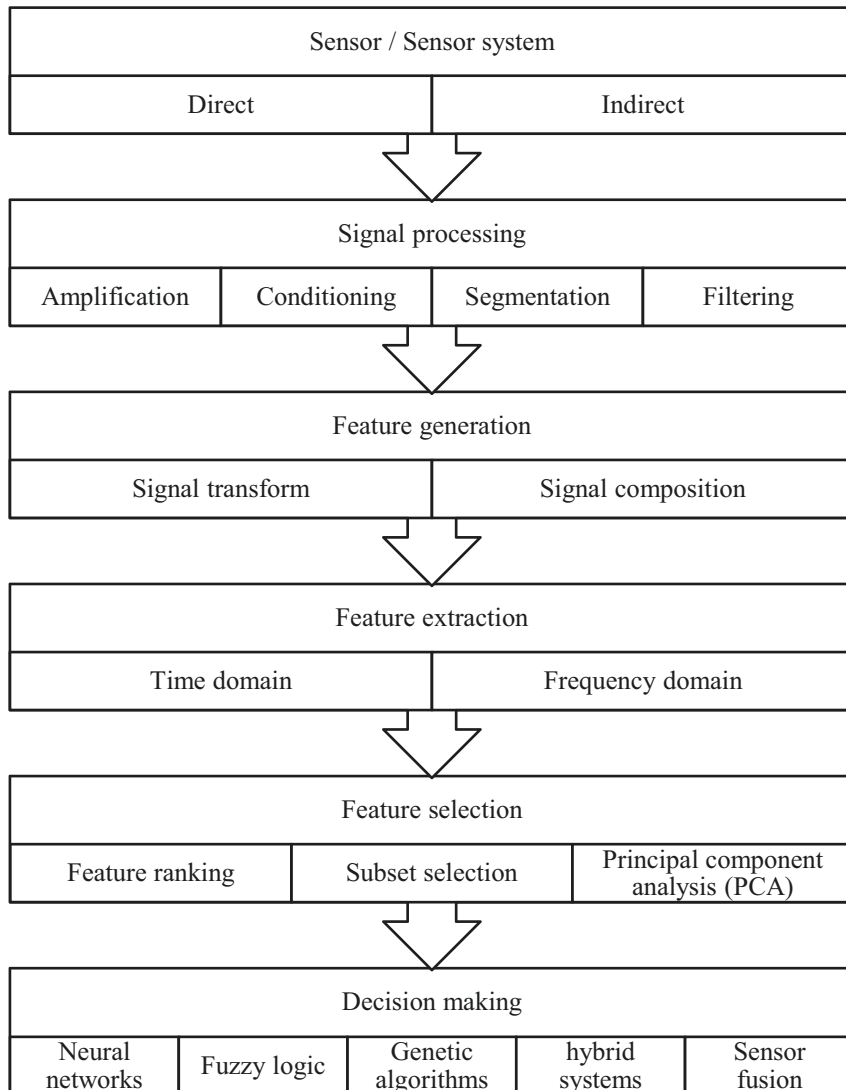 Sensor / Sensor system
Direct
Indirect
Signal processing
Amplification
Conditioning
Segmentation
Filtering
Feature generation
Signal transform
Signal composition
Feature extraction
Time domain
Frequency domain
Feature selection
Feature ranking
Subset selection
Principal component
analysis (PCA)
Decision making
Neural
networks
Fuzzy logic
Genetic
algorithms
hybrid
systems
Sensor
fusion